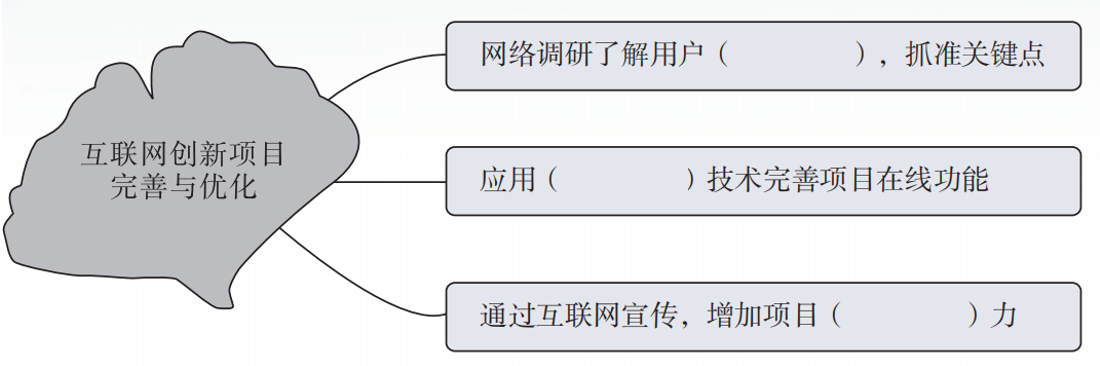 网络调研了解用户（　　　　），抓准关键点
互联网创新项目
完善与优化
应用（　　　　）技术完善项目在线功能
通过互联网宣传，增加项目（　　　　）力